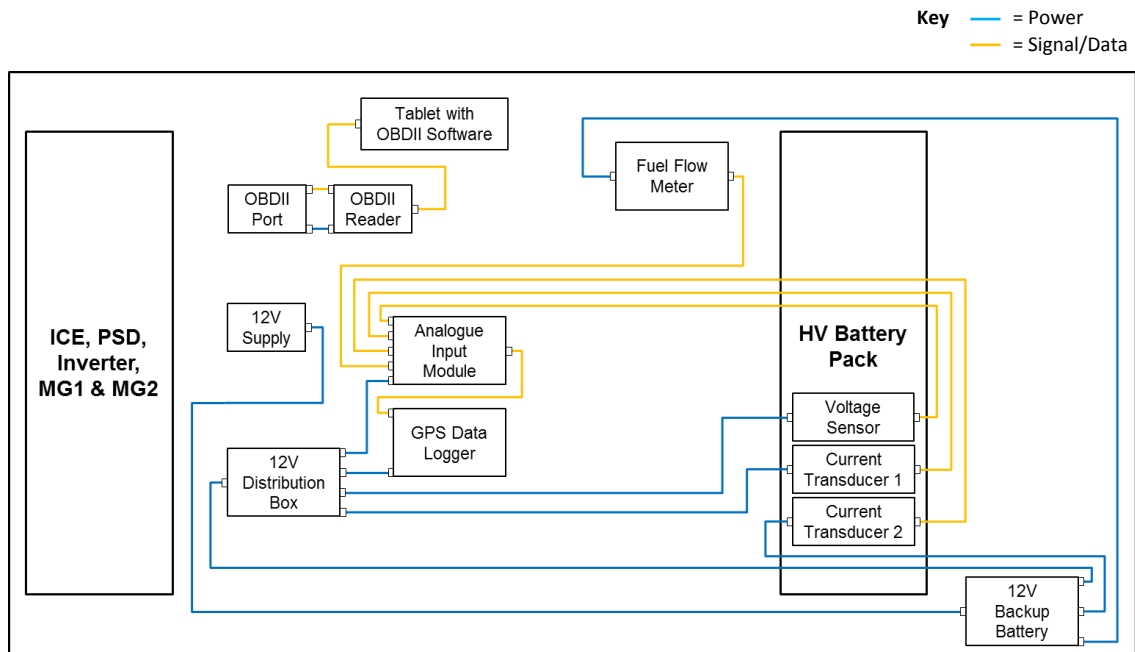 Key = Power
= Signal/Data
Tablet with
OBDII Software
Fuel Flow
Meter
OBDII
Port
OBDII
Reader
12V
Supply
Analogue
Input
Module
ICE, PSD,
Inverter,
MG1 & MG2
HV Battery
Pack
GPS Data
Logger
Voltage
Sensor
12V
Distribution
Box
Current
Transducer 1
Current
Transducer 2
12V
Backup
Battery